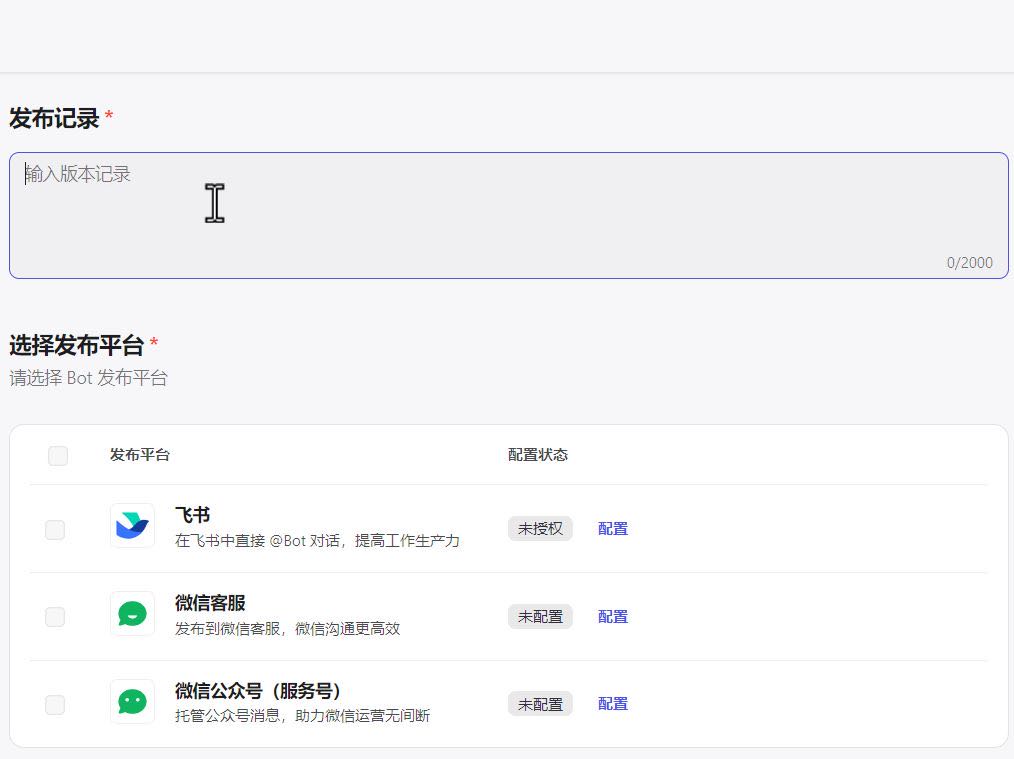 发布记录 *
输入版本记录
0/2000
选择发布平台 *
请选择 Bot 发布平台
发布平台 配置状态
飞书
在飞书中直接 @Bot 对话，提高工作生产力
未授权 配置
微信客服
发布到微信客服，微信沟通更高效
未配置 配置
微信公众号（服务号）
托管公众号消息，助力微信运营无间断
未配置 配置